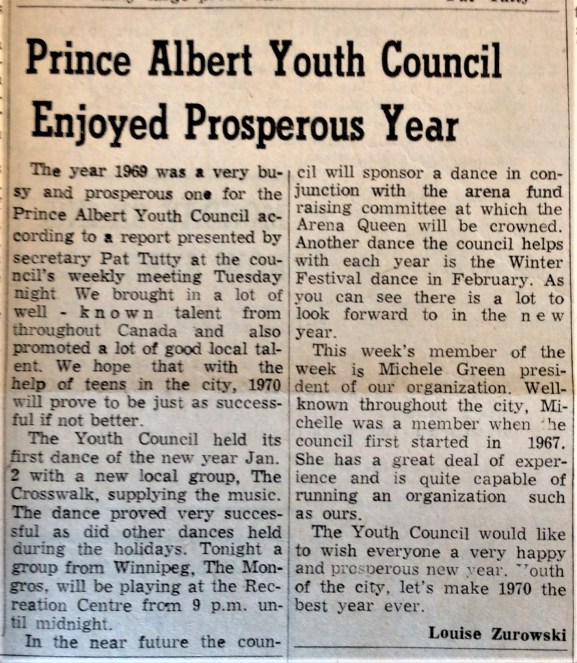 Pat Tutty
Prince Albert Youth Council
Enjoyed Prosperous Year
The year 1969 was a very bu-
sy and prosperous one for the
Prince Albert Youth Council ac-
cording to a report presented by
secretary Pat Tutty at the cou-
ncil's weekly meeting Tuesday
night. We brought in a lot of
well - known talent from
throughout Canada and also
promoted a lot of good local tal-
ent. We hope that with the
help of teens in the city, 1970
will prove to be just as success-
ful if not better.
The Youth Council held its
first dance of the new year Jan.
2 with a new local group, The
Crosswalk, supplying the music.
The dance proved very succes-
sful as did other dances held
during the holidays. Tonight a
group from Winnipeg, The Mon-
gros, will be playing at the Rec-
reation Centre from 9 p.m. un-
til midnight.
In the near future the coun-
cil will sponsor a dance in con-
junction with the arena fund
raising committee at which the
Arena Queen will be crowned.
Another dance the council helps
with each year is the Winter
Festival dance in February. As
you can see there is a lot to
look forward to in the new
year.
This week's member of the
week is Michele Green presi-
dent of our organization. Well-
known throughout the city, Mi-
chelle was a member when the
council first started in 1967.
She has a great deal of exper-
ience and is quite capable of
running an organization such
as ours.
The Youth Council would like
to wish everyone a very happy
and prosperous new year. Youth
of the city, let's make 1970 the
best year ever.
Louise Zurowski